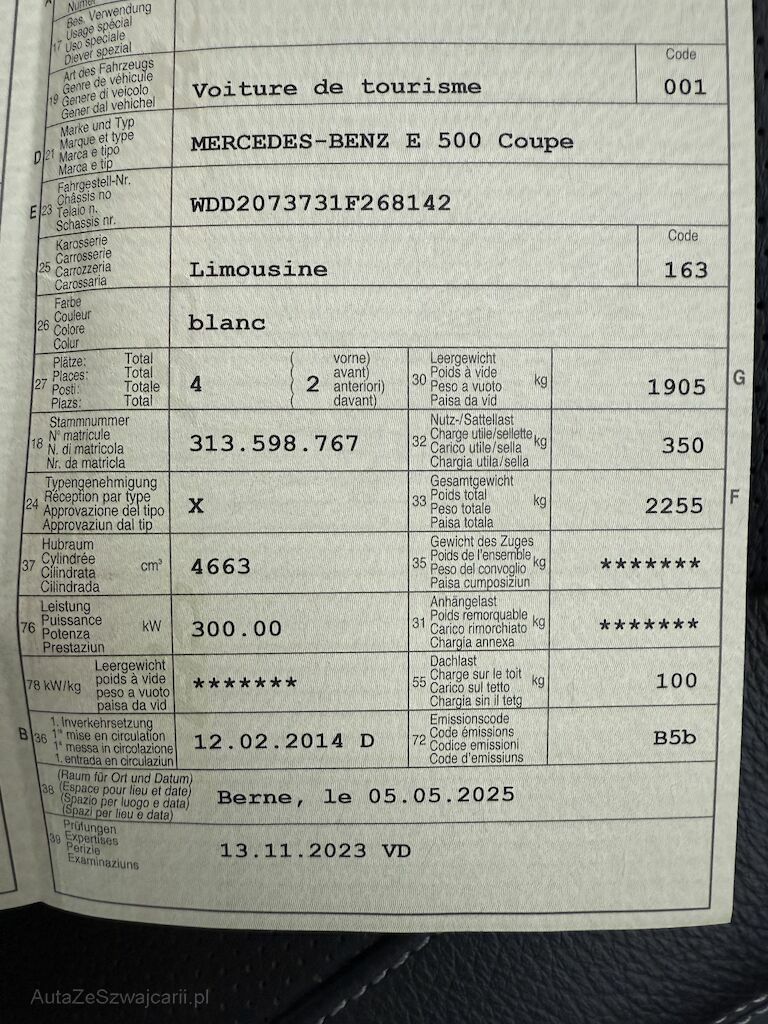 A Numer
Bes. Verwendung
Usage spécial
17 Uso speciale
Diever spezial
Art des Fahrzeugs
Genre de véhicule
19 Genere di veicolo
Gener dal vehichel
Voiture de tourisme
Code
001
Marke und Typ
D 21 Marque et type
Marca e tipo
Marca e tip
MERCEDES-BENZ E 500 Coupe
Fahrgestell-Nr.
E 23 Châssis no
Telaio n.
Schassis nr.
WDD2073731F268142
Karosserie
25 Carrosserie
Carrozzeria
Carossaria
Limousine
Code
163
Farbe
26 Couleur
Colore
Colur
blanc
Plätze: Total
27 Places: Total
Posti: Totale
Plazs: Total
4
( vorne)
avant)
2 anteriori)
( davant)
Leergewicht
30 Poids à vide kg
Peso a vuoto
Paisa da vid
1905
G
Stammnummer
18 N° matricule
N. di matricola
Nr. da matricla
313.598.767
Nutz-/Sattellast
32 Charge utile/sellette kg
Carico utile/sella
Chargia utila/sella
350
Typengenehmigung
24 Réception par type
Approvazione del tipo
Approvaziun dal tip
X
Gesamtgewicht
33 Poids total kg
Peso totale
Paisa totala
2255
F
Hubraum
37 Cylindrée cm³
Cilindrata
Cilindrada
4663
Gewicht des Zuges
35 Poids de l'ensemble kg
Peso del convoglio
Paisa cumposiziun
*******
Leistung
76 Puissance kW
Potenza
Prestaziun
300.00
Anhängelast
31 Poids remorquable kg
Carico rimorchiato
Chargia annexa
*******
Leergewicht
78 kW/kg poids à vide
peso a vuoto
paisa da vid
*******
Dachlast
55 Charge sur le toit kg
Carico sul tetto
Chargia sin il tetg
100
1. Inverkehrsetzung
B 36 1re mise en circulation
1a messa in circolazione
1. entrada en circulaziun
12.02.2014 D
Emissionscode
72 Code émissions
Codice emissioni
Code d'emissiuns
B5b
(Raum für Ort und Datum)
38 (Espace pour lieu et date)
(Spazio per luogo e data)
(Spazi per lieu e data)
Berne, le 05.05.2025
Prüfungen
39 Expertises
Perizie
Examinaziuns
13.11.2023 VD
AutaZeSzwajcarii.pl